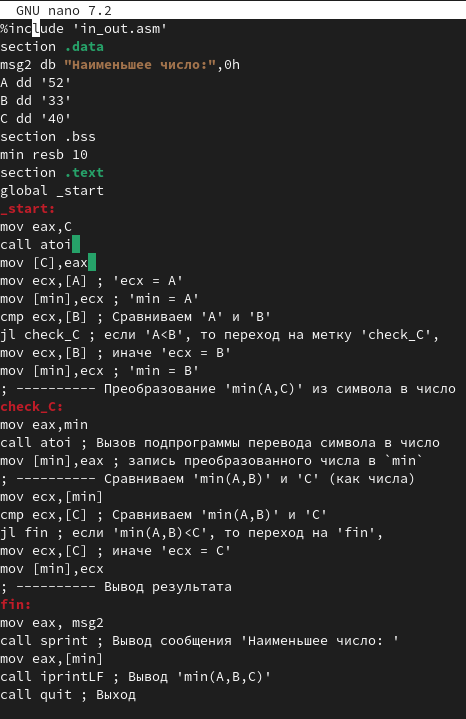 GNU nano 7.2
%include 'in_out.asm'
section .data
msg2 db "Наименьшее число:",0h
A dd '52'
B dd '33'
C dd '40'
section .bss
min resb 10
section .text
global _start
_start:
mov eax,C
call atoi
mov [C],eax
mov ecx,[A] ; 'ecx = A'
mov [min],ecx ; 'min = A'
cmp ecx,[B] ; Сравниваем 'A' и 'B'
jl check_C ; если 'A<B', то переход на метку 'check_C',
mov ecx,[B] ; иначе 'ecx = B'
mov [min],ecx ; 'min = B'
; ---------- Преобразование 'min(A,C)' из символа в число
check_C:
mov eax,min
call atoi ; Вызов подпрограммы перевода символа в число
mov [min],eax ; запись преобразованного числа в `min`
; ---------- Сравниваем 'min(A,B)' и 'C' (как числа)
mov ecx,[min]
cmp ecx,[C] ; Сравниваем 'min(A,B)' и 'C'
jl fin ; если 'min(A,B)<C', то переход на 'fin',
mov ecx,[C] ; иначе 'ecx = C'
mov [min],ecx
; ---------- Вывод результата
fin:
mov eax, msg2
call sprint ; Вывод сообщения 'Наименьшее число: '
mov eax,[min]
call iprintLF ; Вывод 'min(A,B,C)'
call quit ; Выход